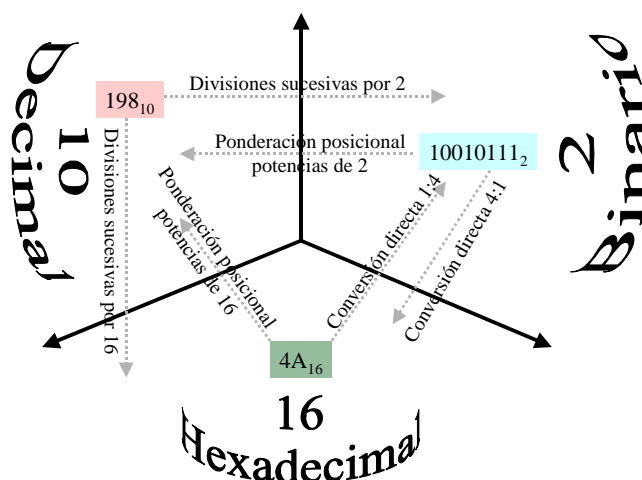 Decimal
10
198₁₀
Divisiones sucesivas por 2
Ponderación posicional
potencias de 2
10010111₂
2
Binario
Divisiones sucesivas por 16
Ponderación posicional
potencias de 16
Conversión directa 1:4
Conversión directa 4:1
4A₁₆
16
Hexadecimal